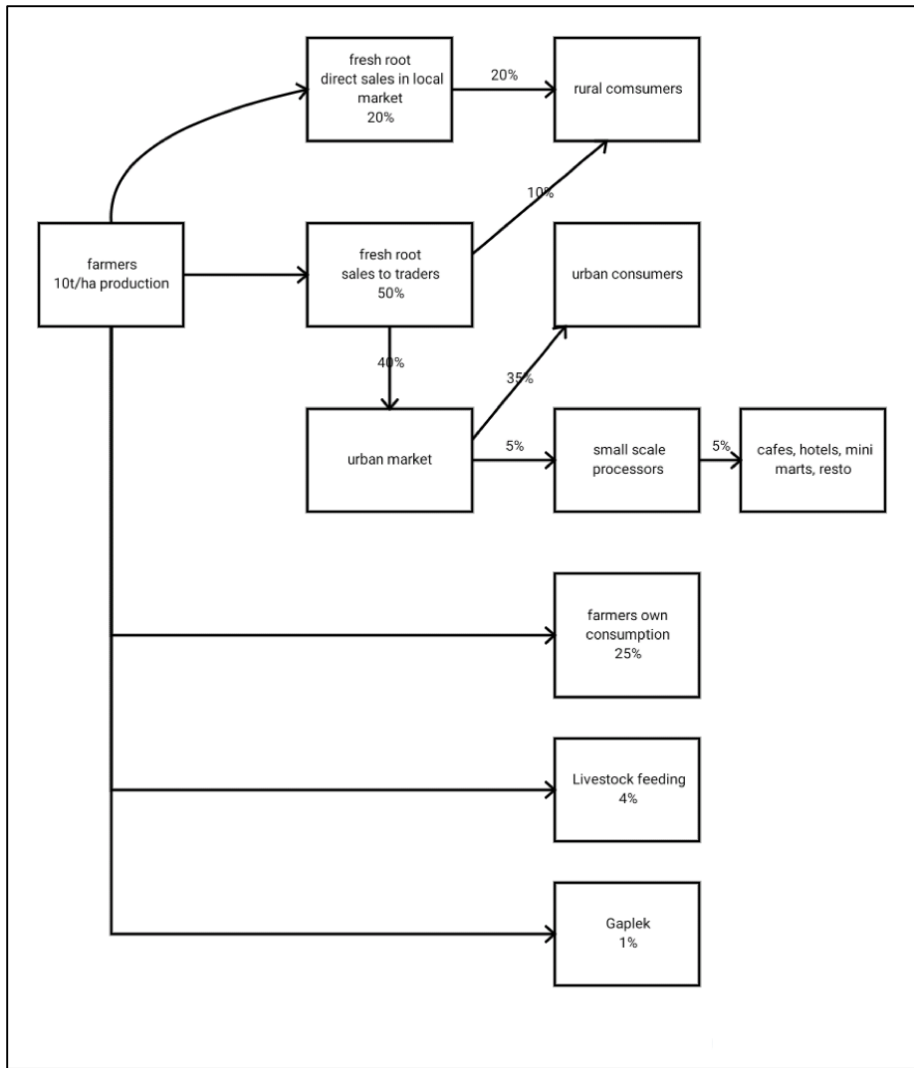 fresh root
direct sales in local
market
20%
20%
rural comsumers
10%
farmers
10t/ha production
fresh root
sales to traders
50%
urban consumers
40%
35%
urban market
5%
small scale
processors
5%
cafes, hotels, mini
marts, resto
farmers own
consumption
25%
Livestock feeding
4%
Gaplek
1%